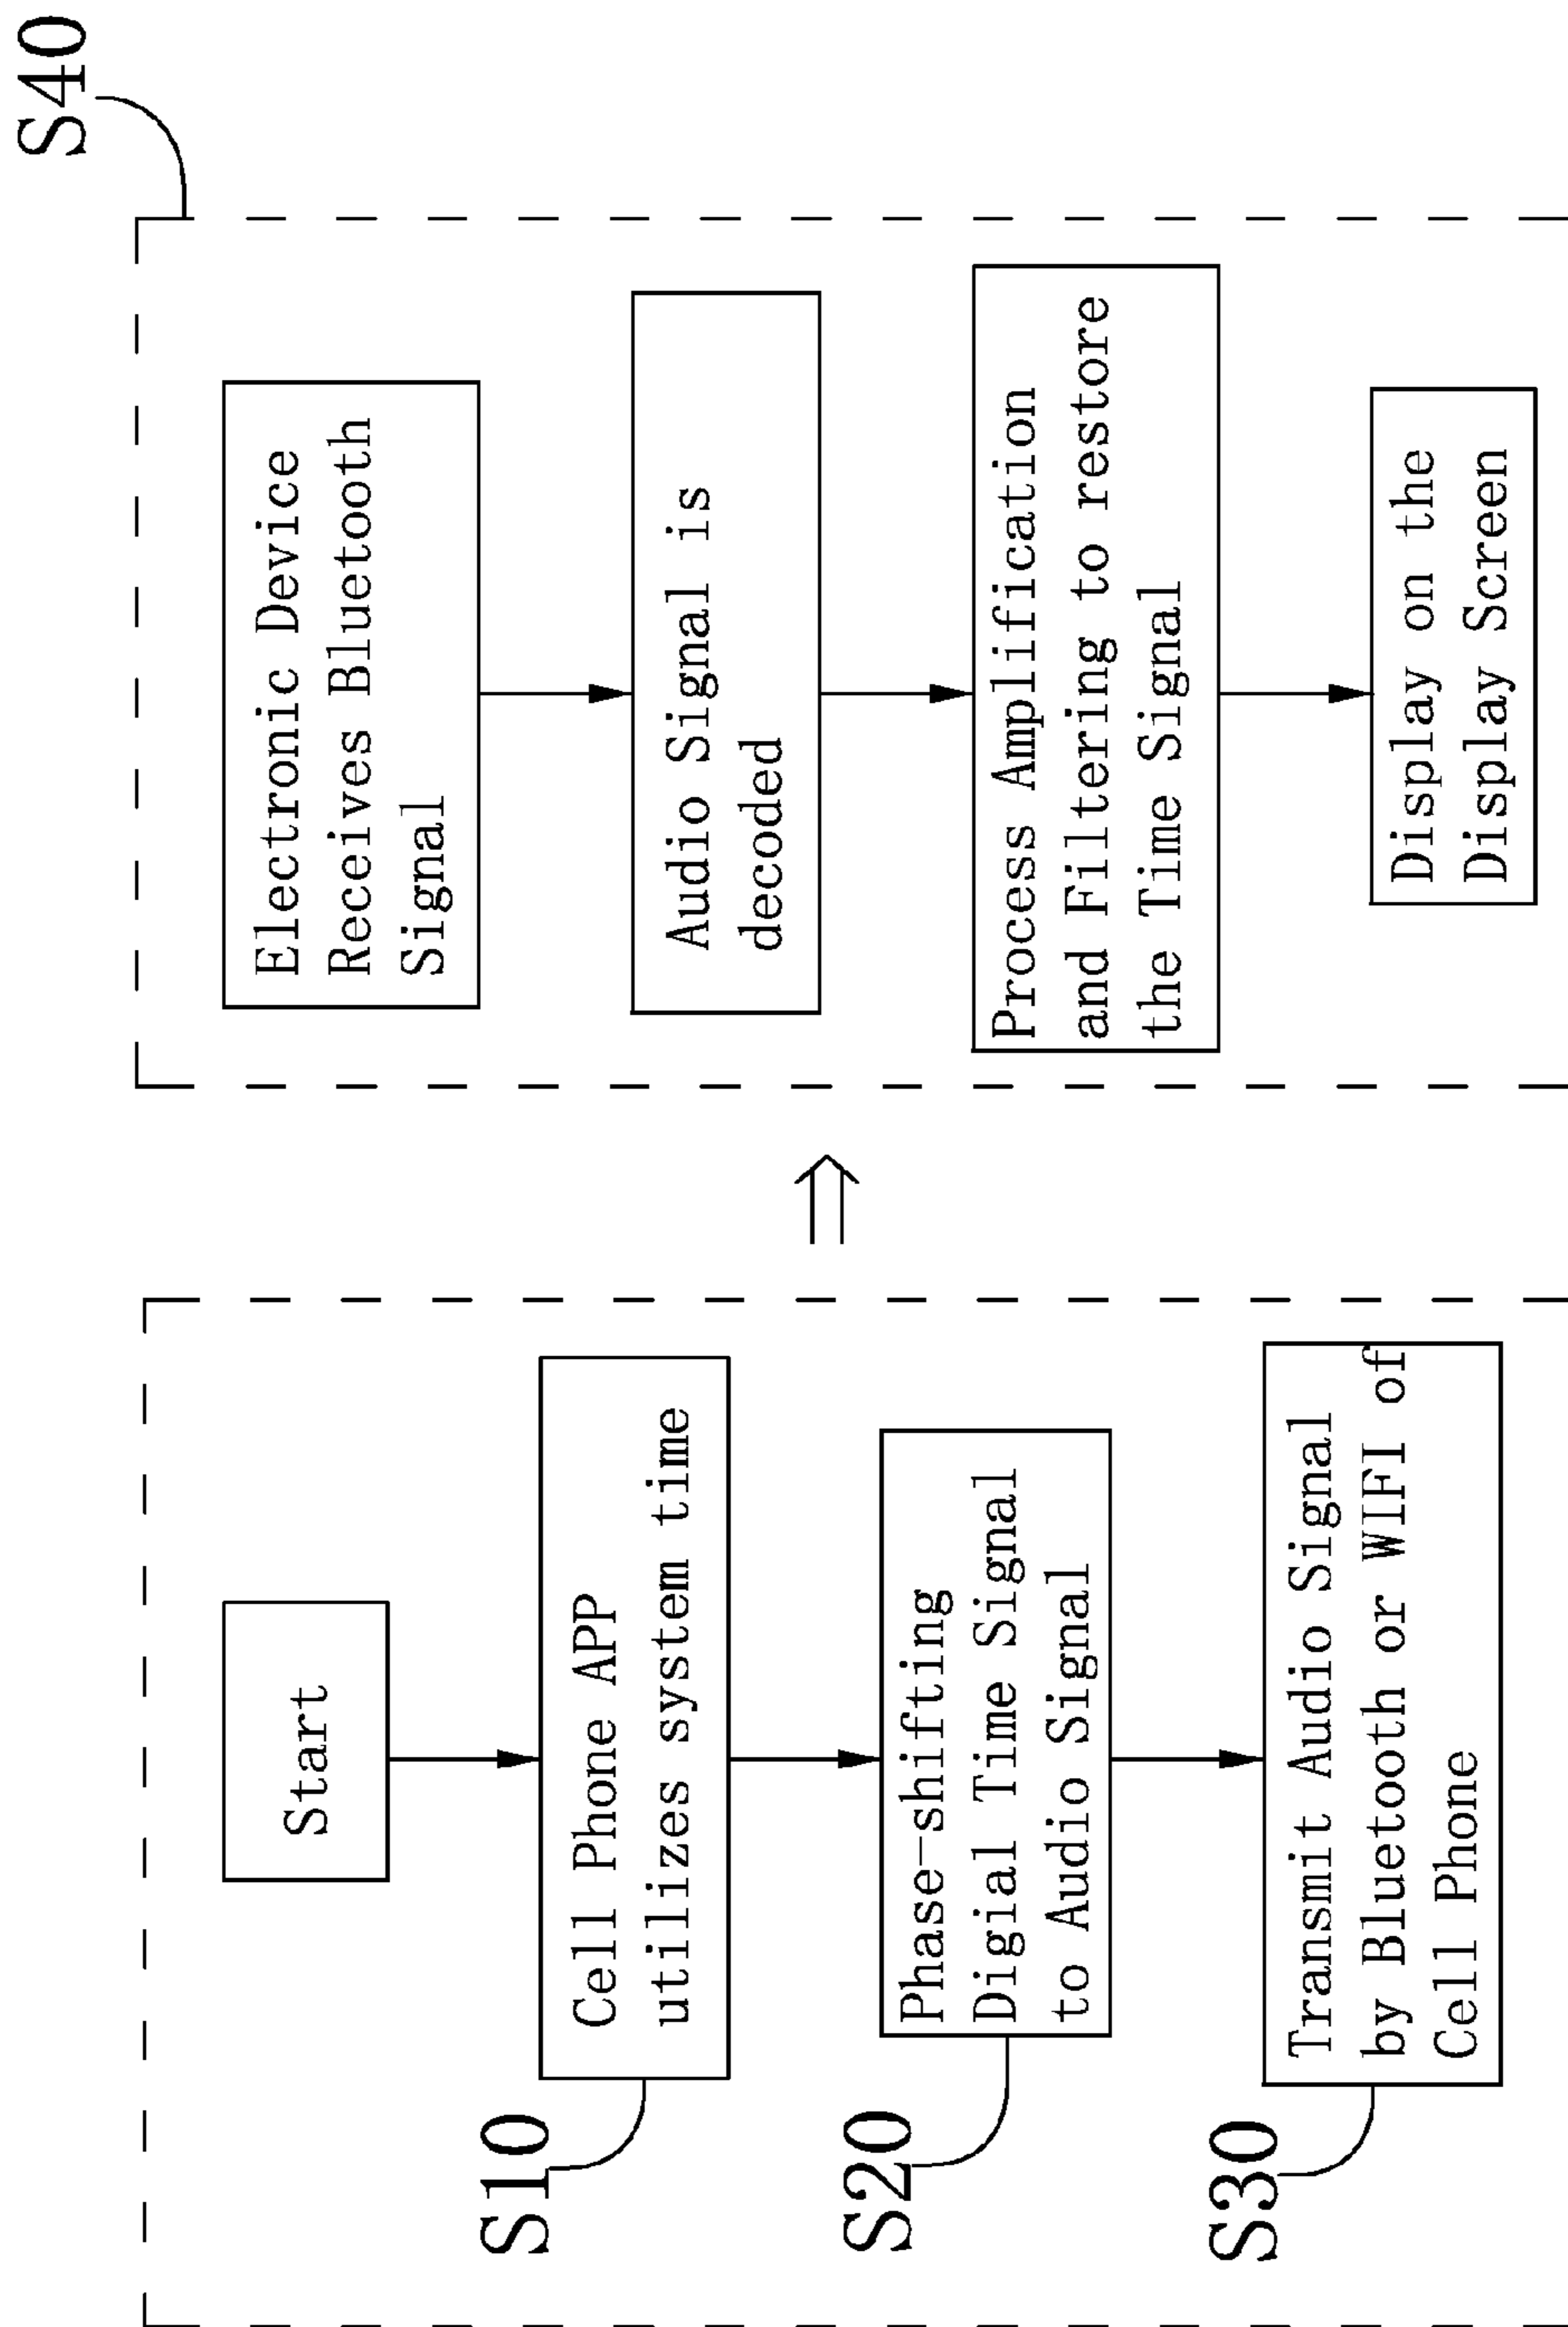 Start
S10
Cell Phone APP
utilizes system time
S20
Phase-shifting
Digial Time Signal
to Audio Signal
S30
Transmit Audio Signal
by Bluetooth or WIFI of
Cell Phone
S40
Electronic Device
Receives Bluetooth
Signal
Audio Signal is
decoded
Process Amplification
and Filtering to restore
the Time Signal
Display on the
Display Screen